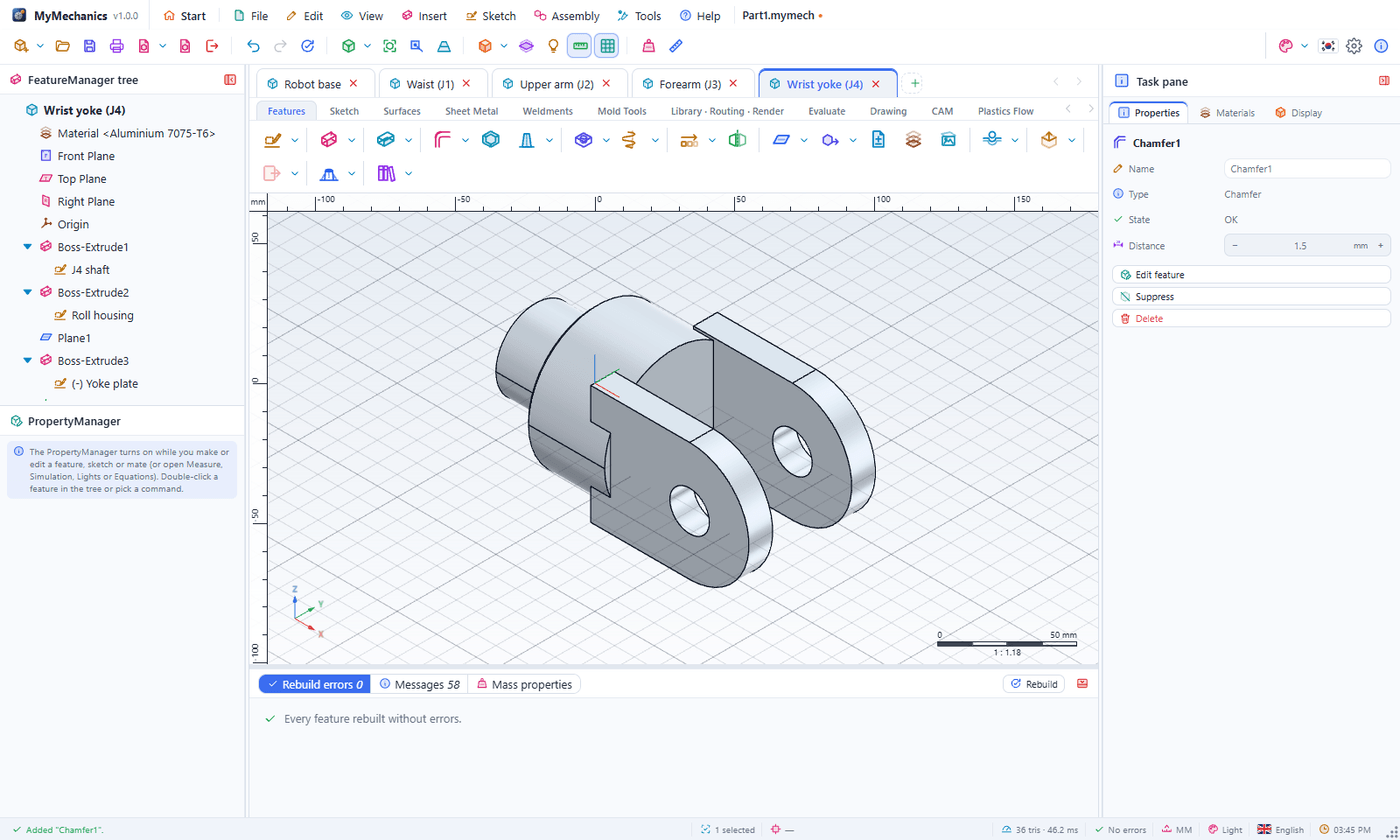 MyMechanics v1.0.0 Start File Edit View Insert Sketch Assembly Tools Help Part1.mymech
FeatureManager tree
Wrist yoke (J4)
Material <Aluminium 7075-T6>
Front Plane
Top Plane
Right Plane
Origin
Boss-Extrude1
J4 shaft
Boss-Extrude2
Roll housing
Plane1
Boss-Extrude3
(-) Yoke plate
PropertyManager
The PropertyManager turns on while you make or
edit a feature, sketch or mate (or open Measure,
Simulation, Lights or Equations). Double-click a
feature in the tree or pick a command.
Robot base Waist (J1) Upper arm (J2) Forearm (J3) Wrist yoke (J4)
Features Sketch Surfaces Sheet Metal Weldments Mold Tools Library · Routing · Render Evaluate Drawing CAM Plastics Flow
mm -100 -50 0 50 100 150
50
0
-50
-100
Z
Y
X
0 50 mm
1 : 1.18
Rebuild errors 0 Messages 58 Mass properties Rebuild
Every feature rebuilt without errors.
Task pane
Properties Materials Display
Chamfer1
Name Chamfer1
Type Chamfer
State OK
Distance − 1.5 mm +
Edit feature
Suppress
Delete
Added "Chamfer1". 1 selected — 36 tris · 46.2 ms No errors MM Light English 03:45 PM